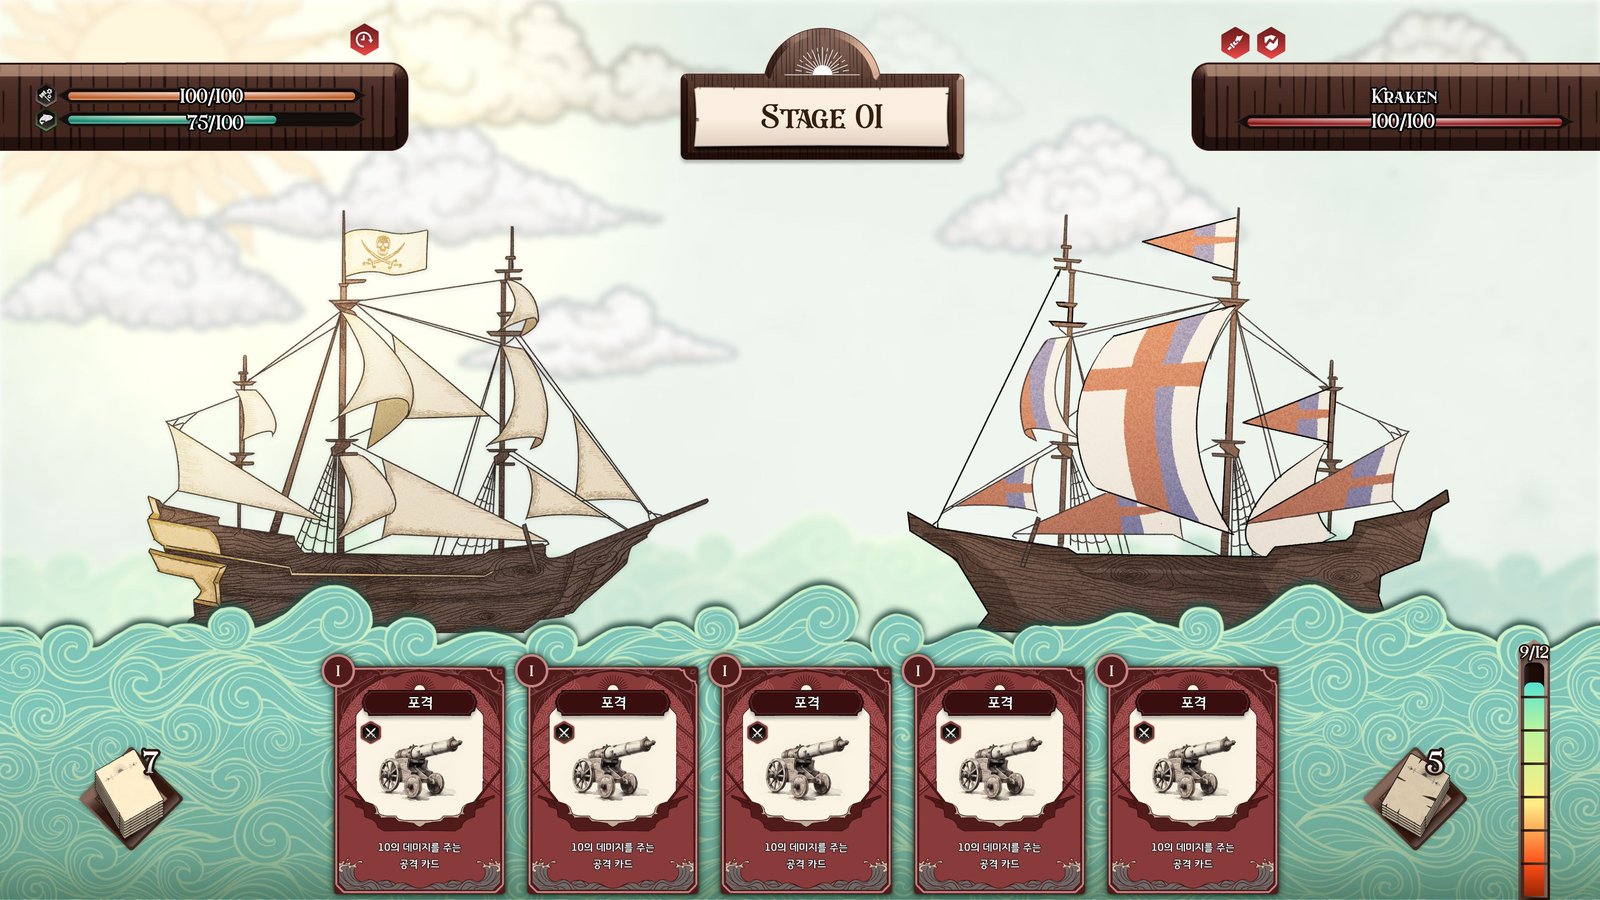 100/100
75/100
STAGE 01
KRAKEN
100/100
9/12
I
포격
10의 데미지를 주는
공격 카드
I
포격
10의 데미지를 주는
공격 카드
I
포격
10의 데미지를 주는
공격 카드
I
포격
10의 데미지를 주는
공격 카드
I
포격
10의 데미지를 주는
공격 카드
7
5